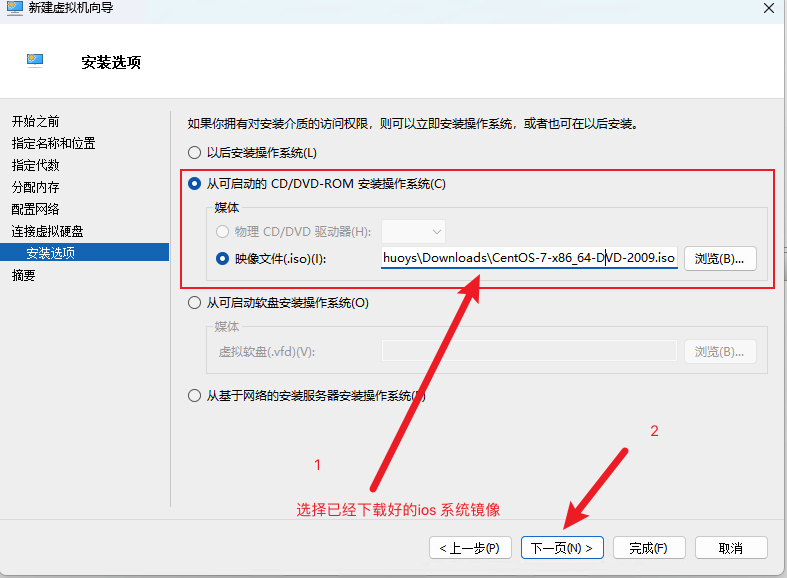 新建虚拟机向导
安装选项
开始之前
指定名称和位置
指定代数
分配内存
配置网络
连接虚拟硬盘
安装选项
摘要
如果你拥有对安装介质的访问权限，则可以立即安装操作系统，或者也可在以后安装。
以后安装操作系统(L)
从可启动的 CD/DVD-ROM 安装操作系统(C)
媒体
物理 CD/DVD 驱动器(H):
映像文件(.iso)(I):
huoys\Downloads\CentOS-7-x86_64-DVD-2009.iso
浏览(B)...
从可启动软盘安装操作系统(O)
媒体
虚拟软盘(.vfd)(V):
浏览(B)...
从基于网络的安装服务器安装操作系统
1
2
选择已经下载好的ios 系统镜像
< 上一步(P)
下一页(N) >
完成(F)
取消